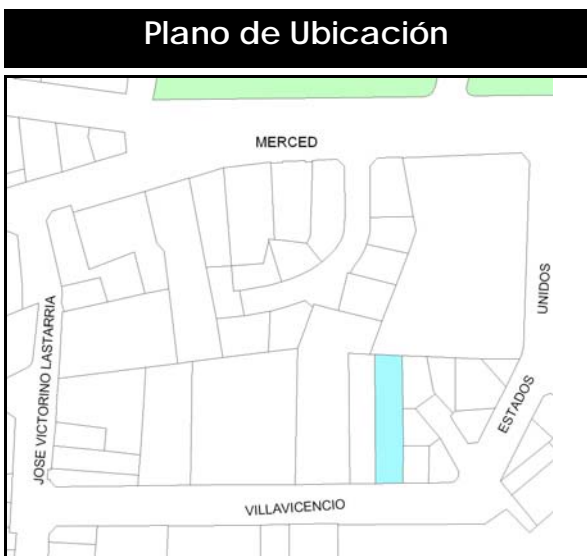 Plano de Ubicación
MERCED
UNIDOS
JOSE VICTORINO LASTARRIA
ESTADOS
VILLAVICENCIO